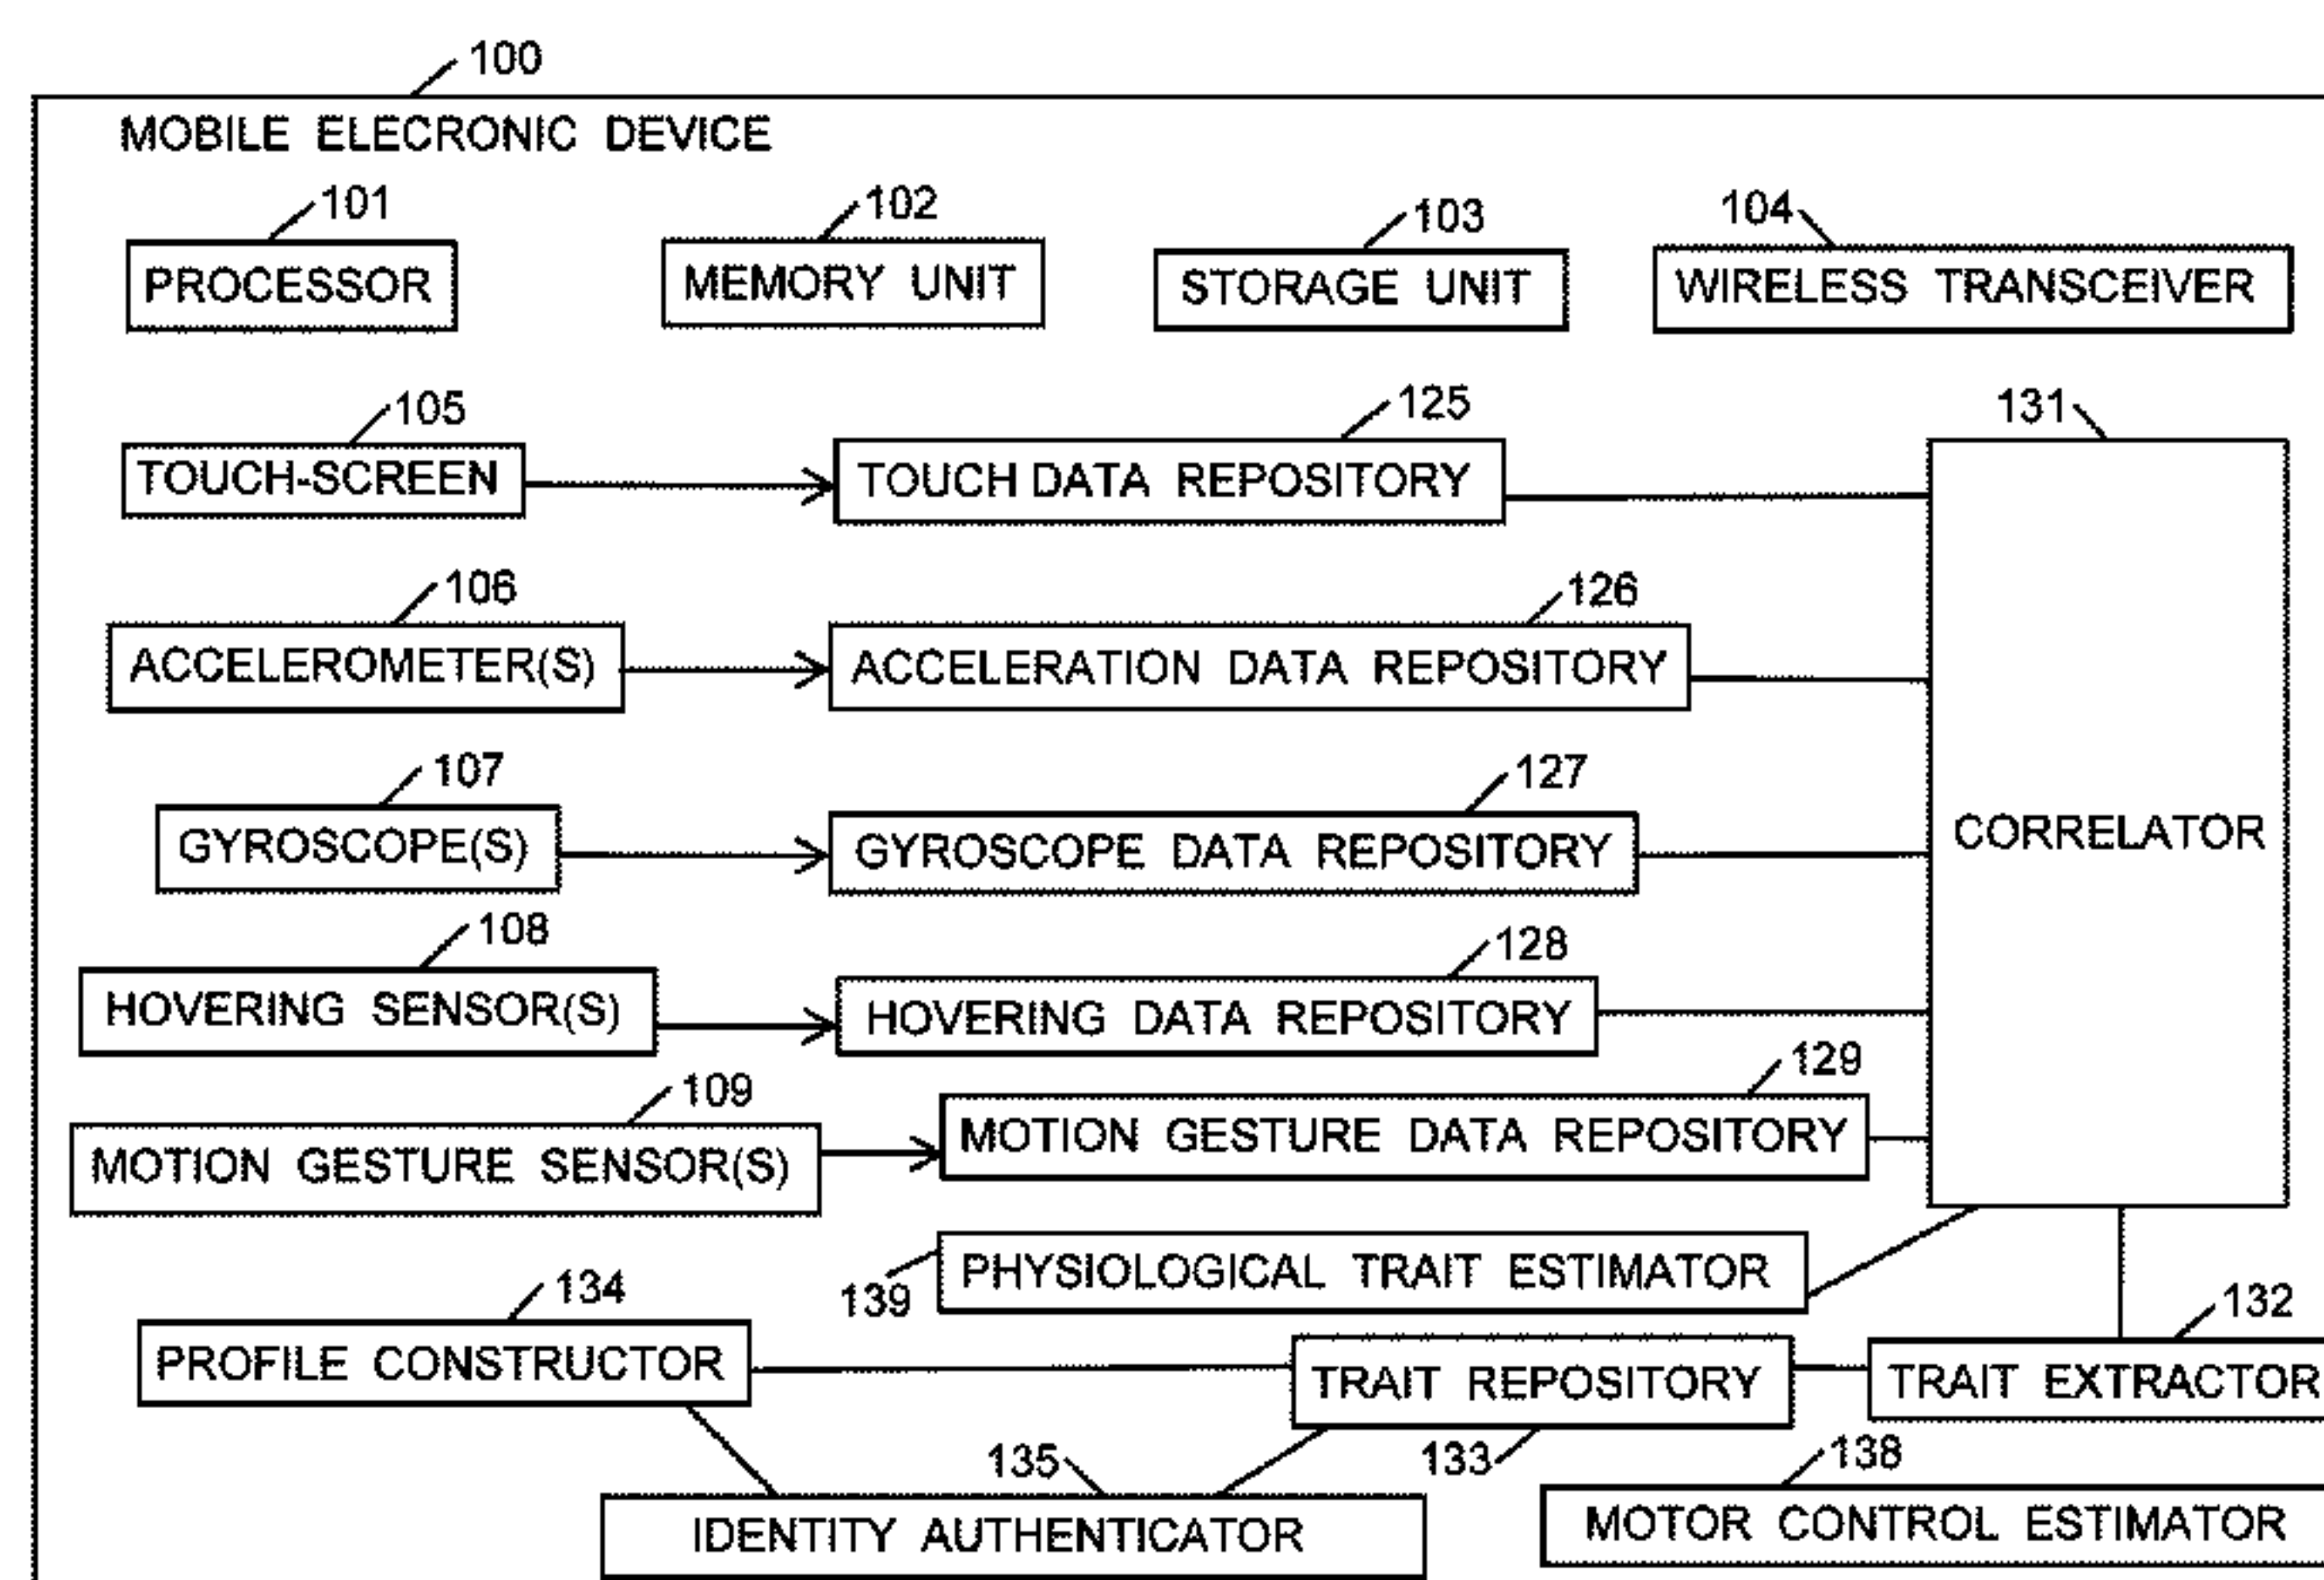 100
MOBILE ELECRONIC DEVICE
101
102
103
104
PROCESSOR
MEMORY UNIT
STORAGE UNIT
WIRELESS TRANSCEIVER
105
125
131
TOUCH-SCREEN
TOUCH DATA REPOSITORY
106
126
ACCELEROMETER(S)
ACCELERATION DATA REPOSITORY
107
127
GYROSCOPE(S)
GYROSCOPE DATA REPOSITORY
CORRELATOR
108
128
HOVERING SENSOR(S)
HOVERING DATA REPOSITORY
109
129
MOTION GESTURE SENSOR(S)
MOTION GESTURE DATA REPOSITORY
139
PHYSIOLOGICAL TRAIT ESTIMATOR
134
132
PROFILE CONSTRUCTOR
TRAIT REPOSITORY
TRAIT EXTRACTOR
135
133
138
IDENTITY AUTHENTICATOR
MOTOR CONTROL ESTIMATOR